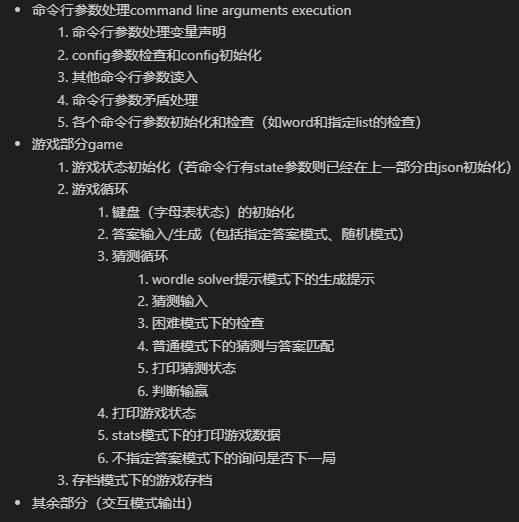 • 命令行参数处理command line arguments execution
1. 命令行参数处理变量声明
2. config参数检查和config初始化
3. 其他命令行参数读入
4. 命令行参数矛盾处理
5. 各个命令行参数初始化和检查（如word和指定list的检查）
• 游戏部分game
1. 游戏状态初始化（若命令行有state参数则已经在上一部分由json初始化）
2. 游戏循环
1. 键盘（字母表状态）的初始化
2. 答案输入/生成（包括指定答案模式、随机模式）
3. 猜测循环
1. wordle solver提示模式下的生成提示
2. 猜测输入
3. 困难模式下的检查
4. 普通模式下的猜测与答案匹配
5. 打印猜测状态
6. 判断输赢
4. 打印游戏状态
5. stats模式下的打印游戏数据
6. 不指定答案模式下的询问是否下一局
3. 存档模式下的游戏存档
• 其余部分（交互模式输出）